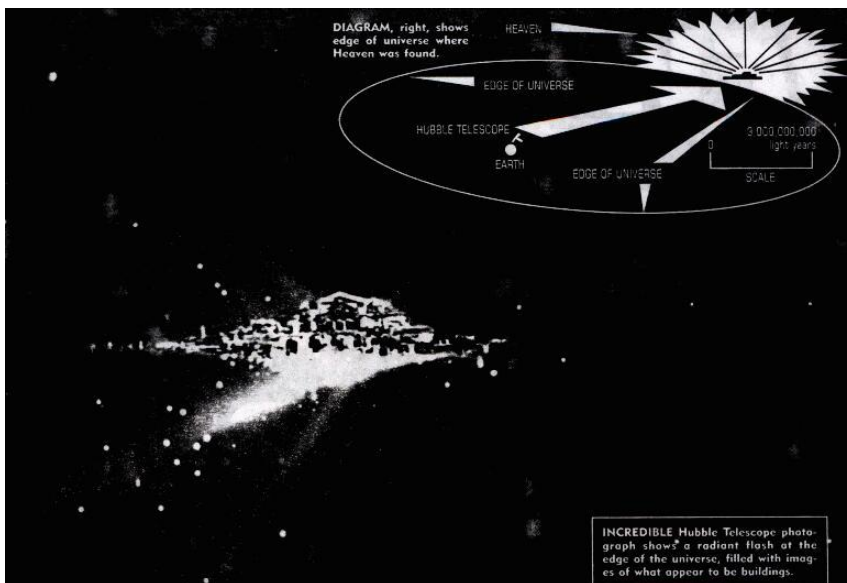 DIAGRAM, right, shows
edge of universe where
Heaven was found.
HEAVEN
EDGE OF UNIVERSE
HUBBLE TELESCOPE
EARTH
EDGE OF UNIVERSE
0
3,000,000,000
light years
SCALE
INCREDIBLE Hubble Telescope photo-
graph shows a radiant flash at the
edge of the universe, filled with imag-
es of what appear to be buildings.